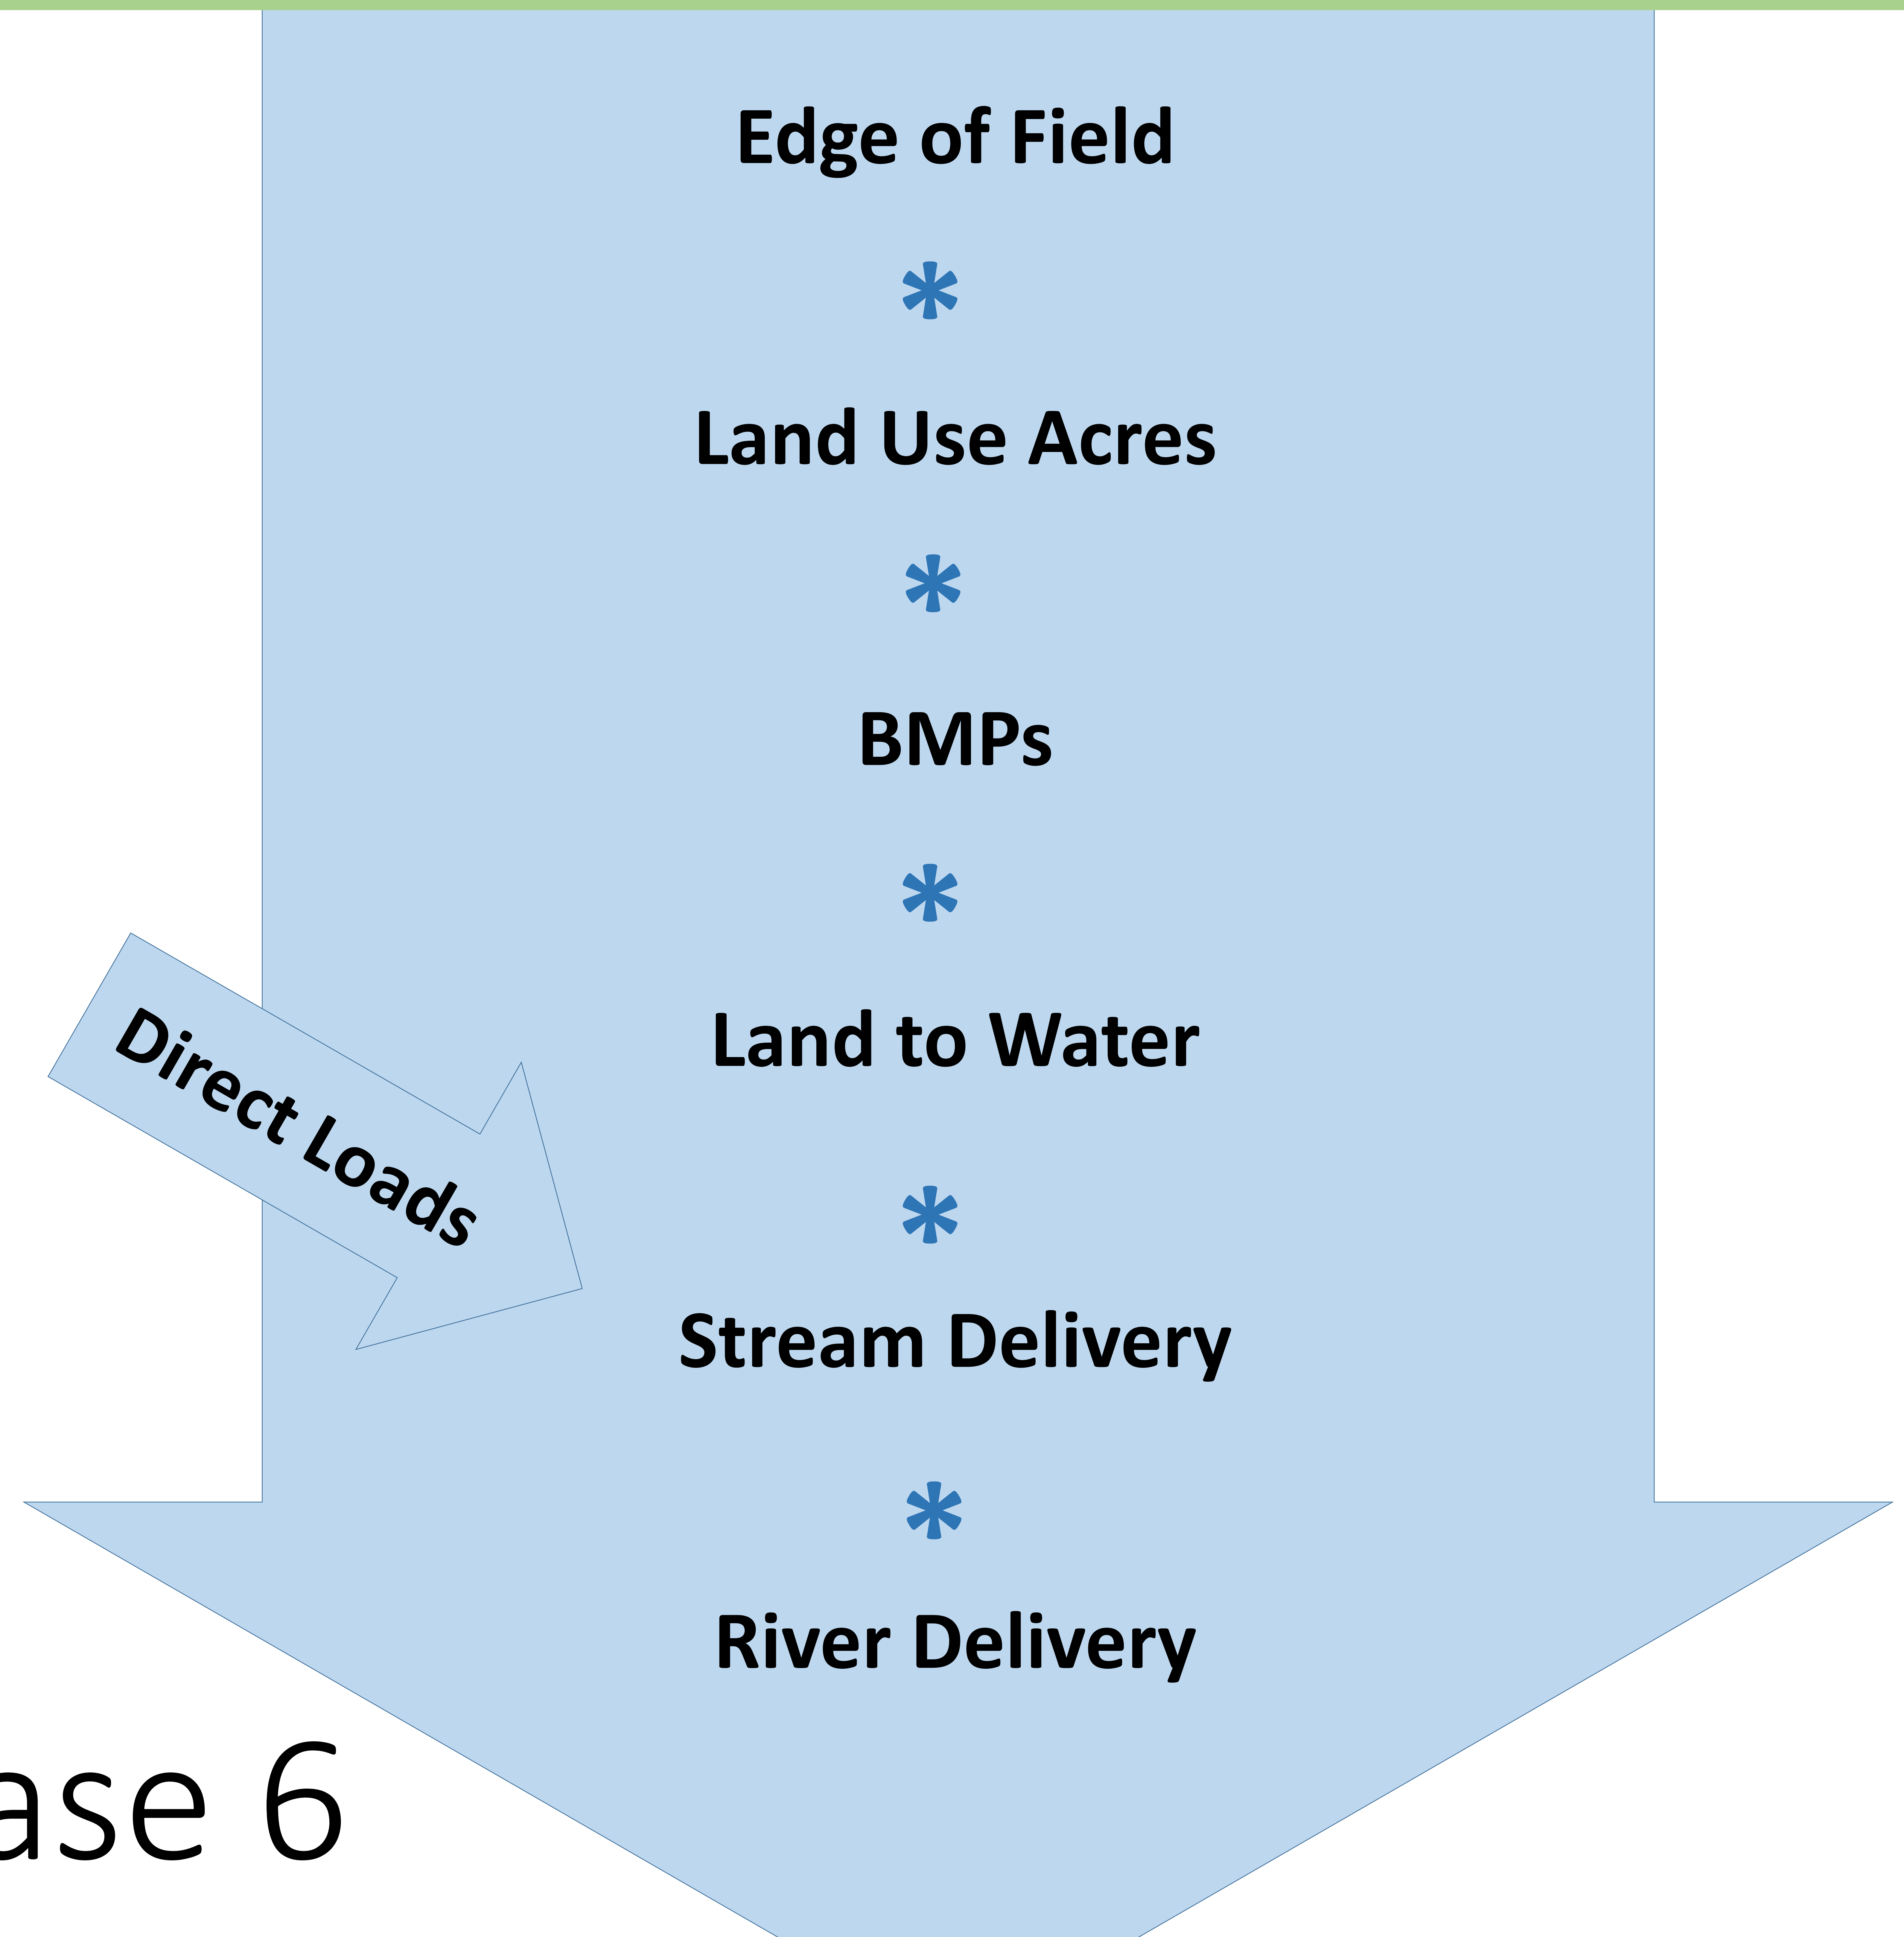 Edge of Field
*
Land Use Acres
*
BMPs
*
Land to Water
Direct Loads
*
Stream Delivery
*
River Delivery
ase 6